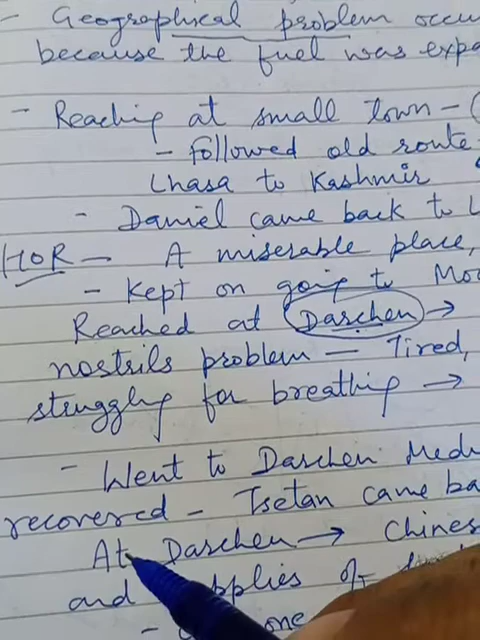 - Geographical problem occu
because the fuel was expe
- Reaching at small town - (
- followed old route
Lhasa to Kashmir
- Daniel came back to L
HOR - A miserable place,
- Kept on going to Mo
Reached at Darchen →
nostrils problem - Tired,
struggling for breathing →
- Went to Darchen Med
recovered - Tsetan came ba
At Darchen → Chines
and of
- one